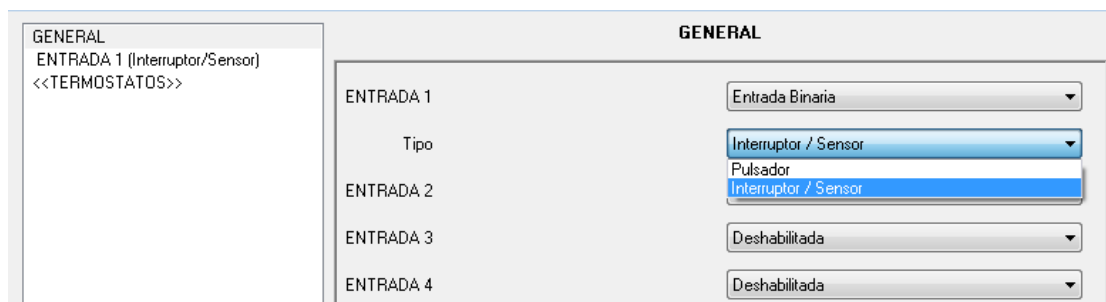 GENERAL
ENTRADA 1 (Interruptor/Sensor)
<<TERMOSTATOS>>
GENERAL
ENTRADA 1 Entrada Binaria
Tipo Interruptor / Sensor
Pulsador
Interruptor / Sensor
ENTRADA 2
ENTRADA 3 Deshabilitada
ENTRADA 4 Deshabilitada